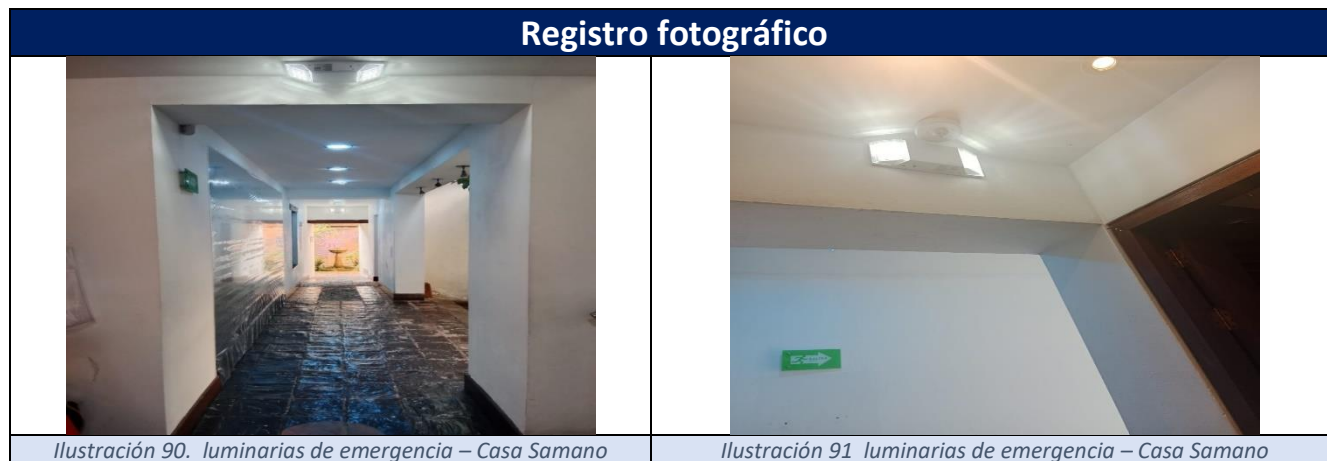 Registro fotográfico
Ilustración 90.  luminarias de emergencia – Casa Samano
Ilustración 91  luminarias de emergencia – Casa Samano